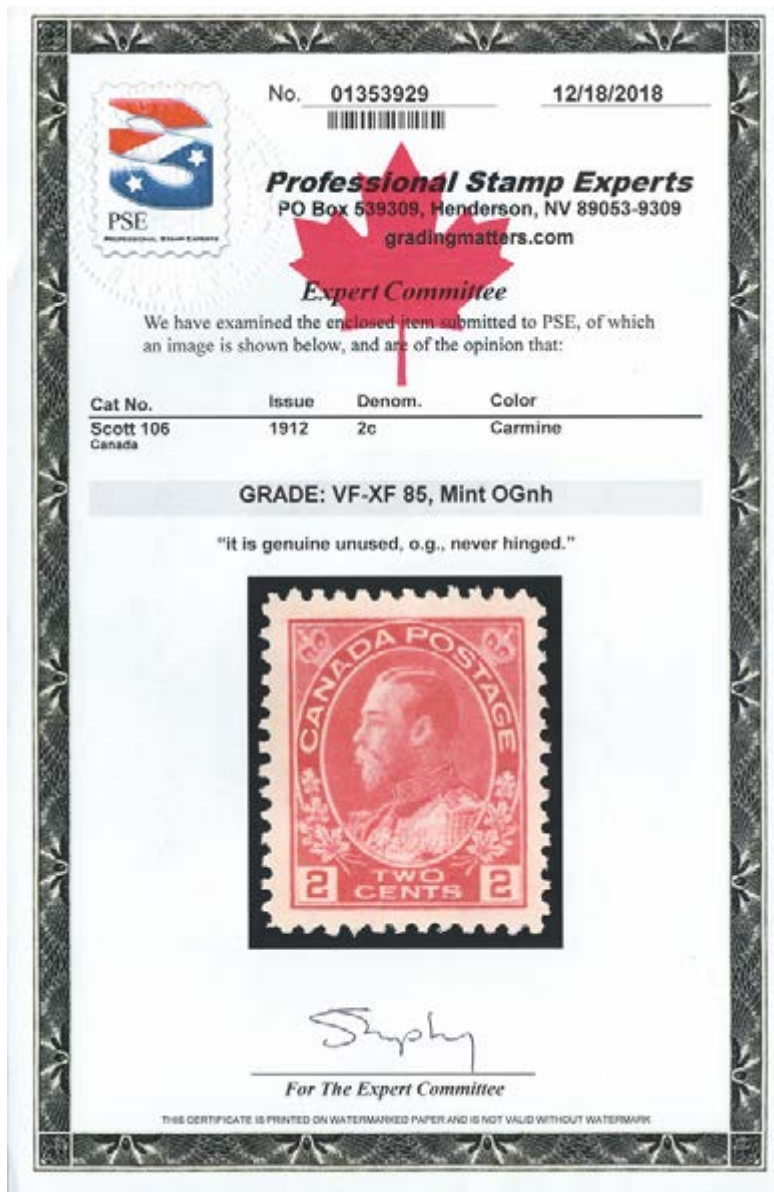 No. 01353929 12/18/2018
PSE
PROFESSIONAL STAMP EXPERTS
Professional Stamp Experts
PO Box 539309, Henderson, NV 89053-9309
gradingmatters.com
Expert Committee
We have examined the enclosed item submitted to PSE, of which
an image is shown below, and are of the opinion that:
Cat No. Issue Denom. Color
Scott 106 1912 2c Carmine
Canada
GRADE: VF-XF 85, Mint OGnh
"it is genuine unused, o.g., never hinged."
CANADA POSTAGE
2 TWO CENTS 2
For The Expert Committee
THIS CERTIFICATE IS PRINTED ON WATERMARKED PAPER AND IS NOT VALID WITHOUT WATERMARK